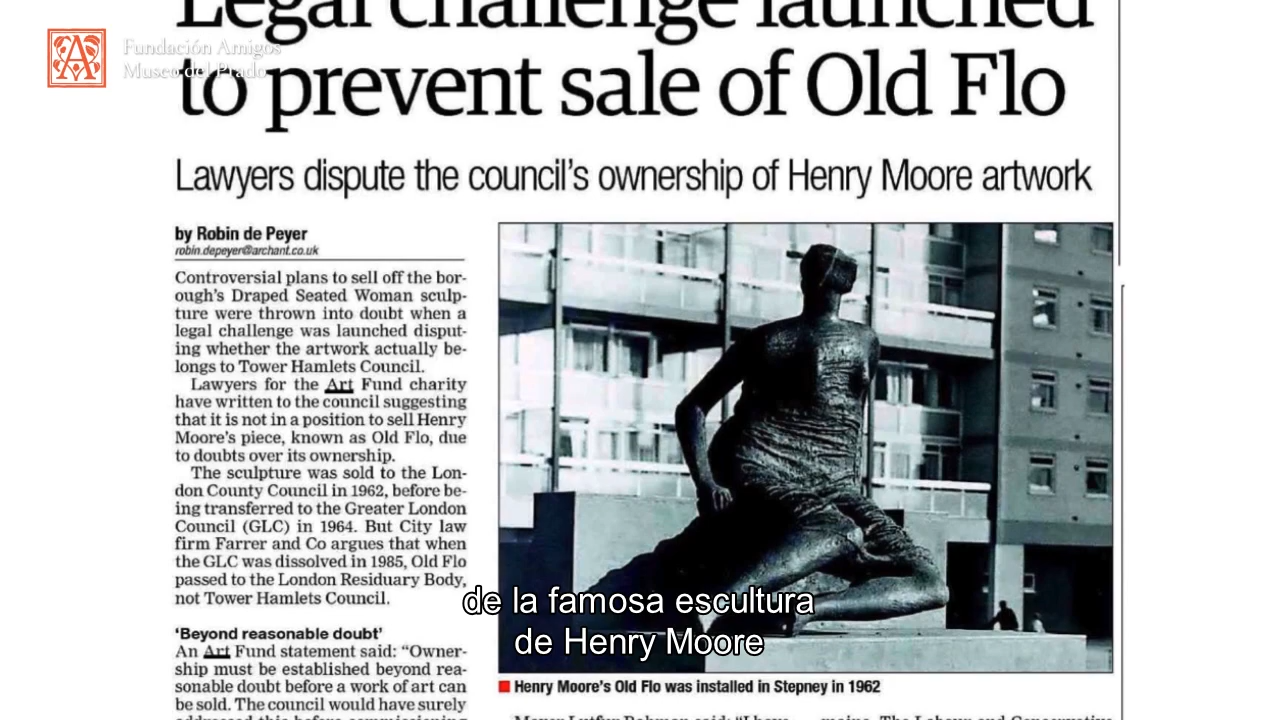 Legal challenge launched
to prevent sale of Old Flo
Fundación Amigos
Museo del Prado
Lawyers dispute the council's ownership of Henry Moore artwork
by Robin de Peyer
robin.depeyer@archant.co.uk
Controversial plans to sell off the bor-
ough's Draped Seated Woman sculp-
ture were thrown into doubt when a
legal challenge was launched disput-
ing whether the artwork actually be-
longs to Tower Hamlets Council.
Lawyers for the Art Fund charity
have written to the council suggesting
that it is not in a position to sell Henry
Moore's piece, known as Old Flo, due
to doubts over its ownership.
The sculpture was sold to the Lon-
don County Council in 1962, before be-
ing transferred to the Greater London
Council (GLC) in 1964. But City law
firm Farrer and Co argues that when
the GLC was dissolved in 1985, Old Flo
passed to the London Residuary Body,
not Tower Hamlets Council.
'Beyond reasonable doubt'
An Art Fund statement said: "Owner-
ship must be established beyond rea-
sonable doubt before a work of art can
be sold. The council would have surely
de la famosa escultura
de Henry Moore
Henry Moore's Old Flo was installed in Stepney in 1962